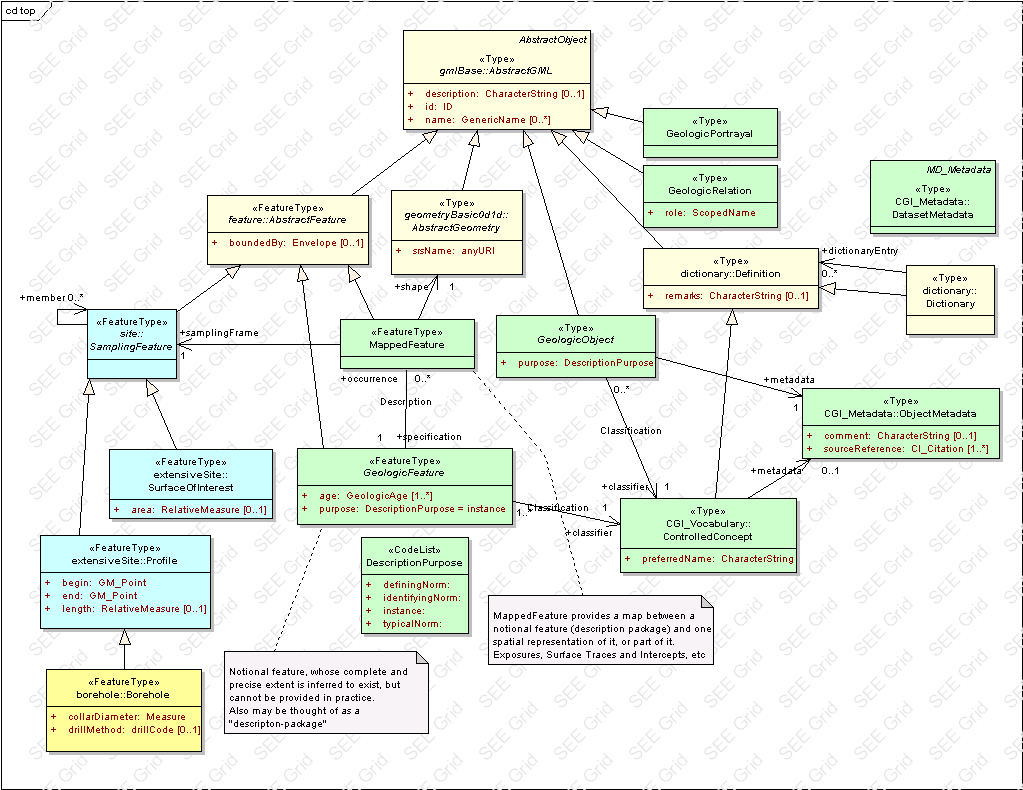 cd top
AbstractObject
«Type»
gmlBase::AbstractGML
+ description: CharacterString [0..1]
+ id: ID
+ name: GenericName [0..*]
«Type»
GeologicPortrayal
«Type»
GeologicRelation
+ role: ScopedName
MD_Metadata
«Type»
CGI_Metadata::
DatasetMetadata
«FeatureType»
feature::AbstractFeature
+ boundedBy: Envelope [0..1]
«Type»
geometryBasic0d1d::
AbstractGeometry
+ srsName: anyURI
«Type»
dictionary::Definition
+ remarks: CharacterString [0..1]
+dictionaryEntry
0..*
«Type»
dictionary::
Dictionary
+shape
1
+member 0..*
«FeatureType»
site::
SamplingFeature
+samplingFrame
1
«FeatureType»
MappedFeature
«Type»
GeologicObject
+ purpose: DescriptionPurpose
+occurrence 0..*
Description
1 +specification
0..*
Classification
+classifier 1
+metadata
1
«Type»
CGI_Metadata::ObjectMetadata
+ comment: CharacterString [0..1]
+ sourceReference: CI_Citation [1..*]
+metadata 0..1
«FeatureType»
extensiveSite::
SurfaceOfInterest
+ area: RelativeMeasure [0..1]
«FeatureType»
GeologicFeature
+ age: GeologicAge [1..*]
+ purpose: DescriptionPurpose = instance
1..*
Classification 1
+classifier
«Type»
CGI_Vocabulary::
ControlledConcept
+ preferredName: CharacterString
«FeatureType»
extensiveSite::Profile
+ begin: GM_Point
+ end: GM_Point
+ length: RelativeMeasure [0..1]
«CodeList»
DescriptionPurpose
+ definingNorm:
+ identifyingNorm:
+ instance:
+ typicalNorm:
MappedFeature provides a map between a
notional feature (description package) and one
spatial representation of it, or part of it.
Exposures, Surface Traces and Intercepts, etc
Notional feature, whose complete and
precise extent is inferred to exist, but
cannot be provided in practice.
Also may be thought of as a
"descripton-package"
«FeatureType»
borehole::Borehole
+ collarDiameter: Measure
+ drillMethod: drillCode [0..1]
SEE Grid